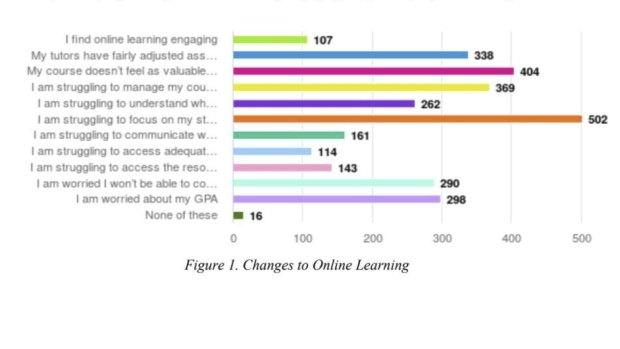 I find online learning engaging 107
My tutors have fairly adjusted ass... 338
My course doesn't feel as valuable... 404
I am struggling to manage my cou... 369
I am struggling to understand wh... 262
I am struggling to focus on my st... 502
I am struggling to communicate w... 161
I am struggling to access adequat... 114
I am struggling to access the reso... 143
I am worried I won't be able to co... 290
I am worried about my GPA 298
None of these 16
0 100 200 300 400 500
Figure 1. Changes to Online Learning